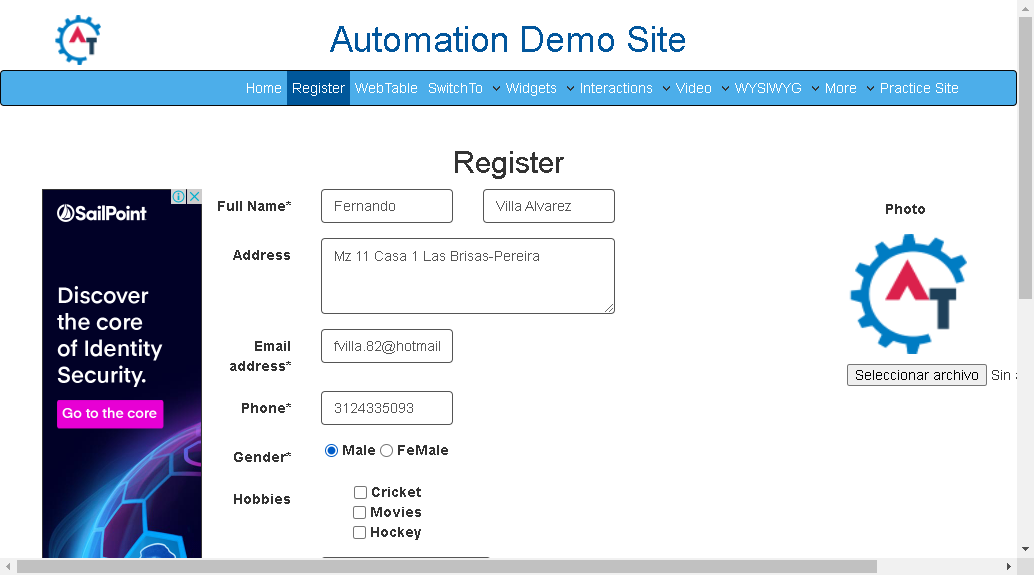 AT
Automation Demo Site
Home Register WebTable SwitchTo Widgets Interactions Video WYSIWYG More Practice Site
Register
SailPoint
Discover
the core
of Identity
Security.
Go to the core
Full Name* Fernando Villa Alvarez
Address Mz 11 Casa 1 Las Brisas-Pereira
Email
address*
fvilla.82@hotmail
Phone* 3124335093
Gender* Male FeMale
Hobbies Cricket
Movies
Hockey
Photo
AT
Seleccionar archivo Sin